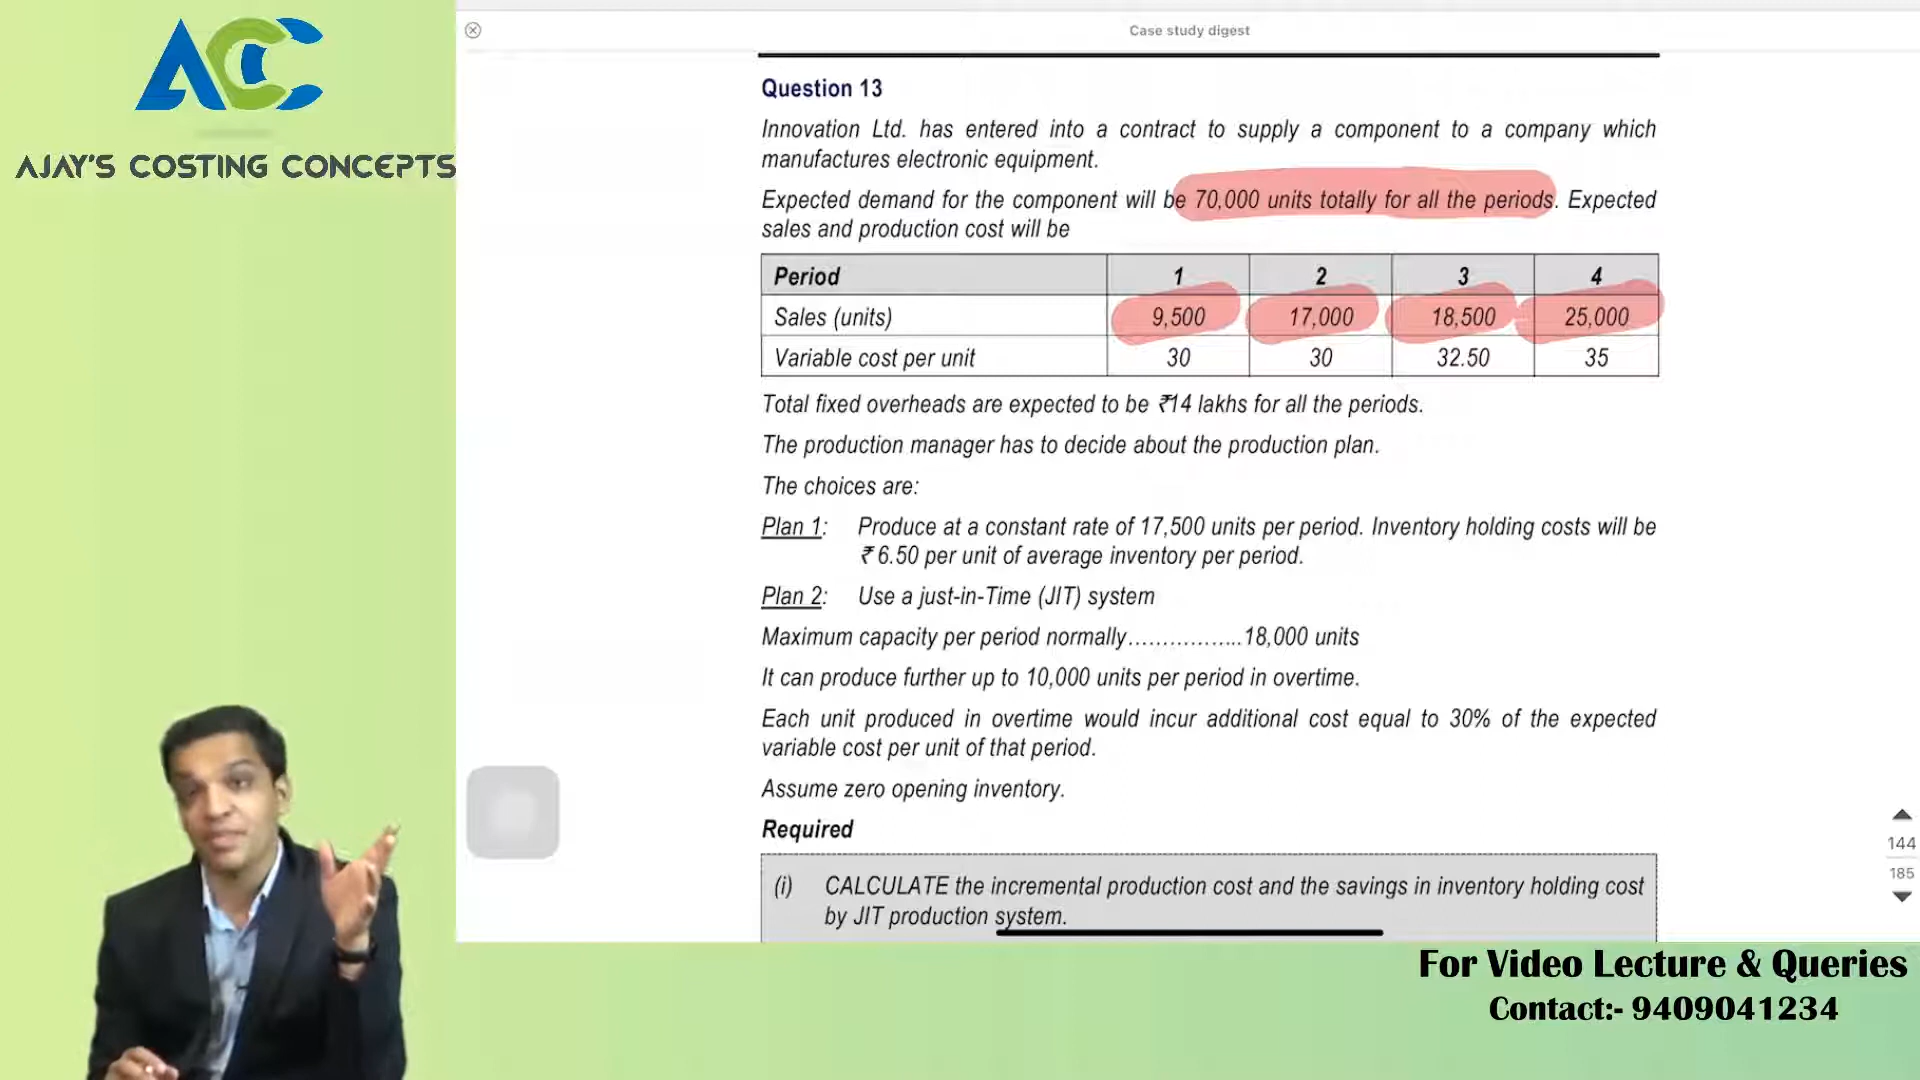 ACC
AJAY'S COSTING CONCEPTS
Case study digest
Question 13
Innovation Ltd. has entered into a contract to supply a component to a company which
manufactures electronic equipment.
Expected demand for the component will be 70,000 units totally for all the periods. Expected
sales and production cost will be
Period 1 2 3 4
Sales (units) 9,500 17,000 18,500 25,000
Variable cost per unit 30 30 32.50 35
Total fixed overheads are expected to be ₹14 lakhs for all the periods.
The production manager has to decide about the production plan.
The choices are:
Plan 1: Produce at a constant rate of 17,500 units per period. Inventory holding costs will be
₹ 6.50 per unit of average inventory per period.
Plan 2: Use a just-in-Time (JIT) system
Maximum capacity per period normally……………..18,000 units
It can produce further up to 10,000 units per period in overtime.
Each unit produced in overtime would incur additional cost equal to 30% of the expected
variable cost per unit of that period.
Assume zero opening inventory.
Required
(i) CALCULATE the incremental production cost and the savings in inventory holding cost
by JIT production system.
144
185
For Video Lecture & Queries
Contact:- 9409041234